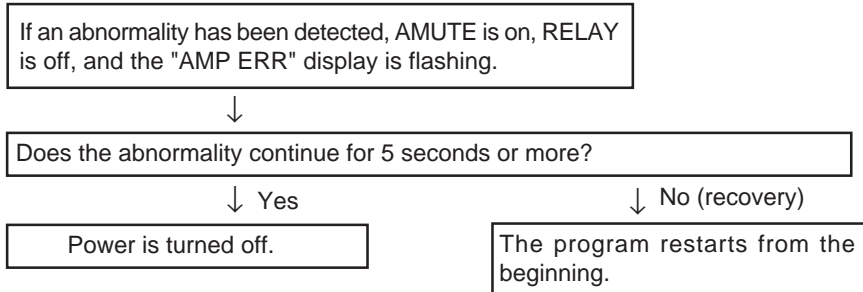 If an abnormality has been detected, AMUTE is on, RELAY
is off, and the "AMP ERR" display is flashing.
↓
Does the abnormality continue for 5 seconds or more?
↓ Yes
↓ No (recovery)
Power is turned off.
The program restarts from the
beginning.